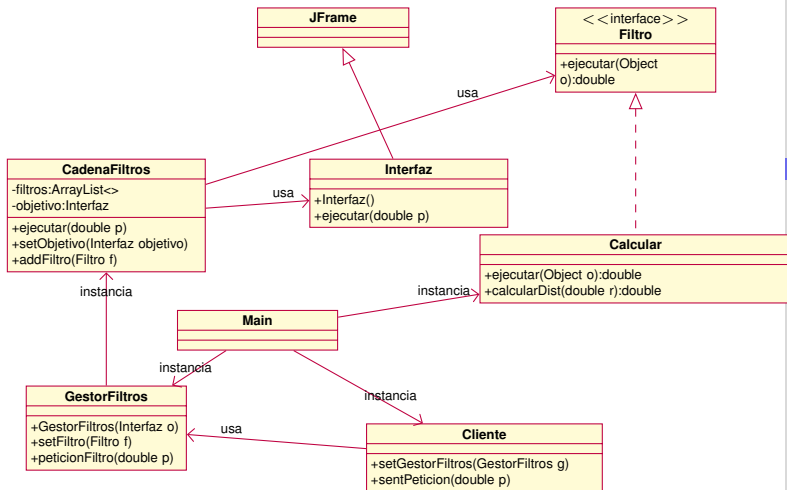 JFrame
<<interface>>
Filtro
+ejecutar(Object
o):double
usa
CadenaFiltros
-filtros:ArrayList<>
-objetivo:Interfaz
+ejecutar(double p)
+setObjetivo(Interfaz objetivo)
+addFiltro(Filtro f)
usa
Interfaz
+Interfaz()
+ejecutar(double p)
Calcular
+ejecutar(Object o):double
+calcularDist(double r):double
instancia
instancia
Main
instancia
instancia
GestorFiltros
+GestorFiltros(Interfaz o)
+setFiltro(Filtro f)
+peticionFiltro(double p)
usa
Cliente
+setGestorFiltros(GestorFiltros g)
+sentPeticion(double p)